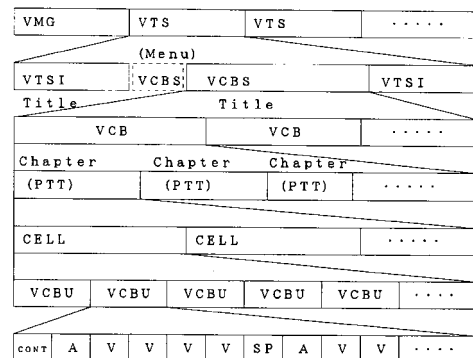 VMG VTS VTS .....
(Menu)
VTSI VCBS VCBS VTSI
Title Title
VCB VCB .....
Chapter Chapter Chapter
(PTT) (PTT) (PTT) .....
CELL CELL .....
VCBU VCBU VCBU VCBU VCBU ....
CONT A V V V V SP A V V ....